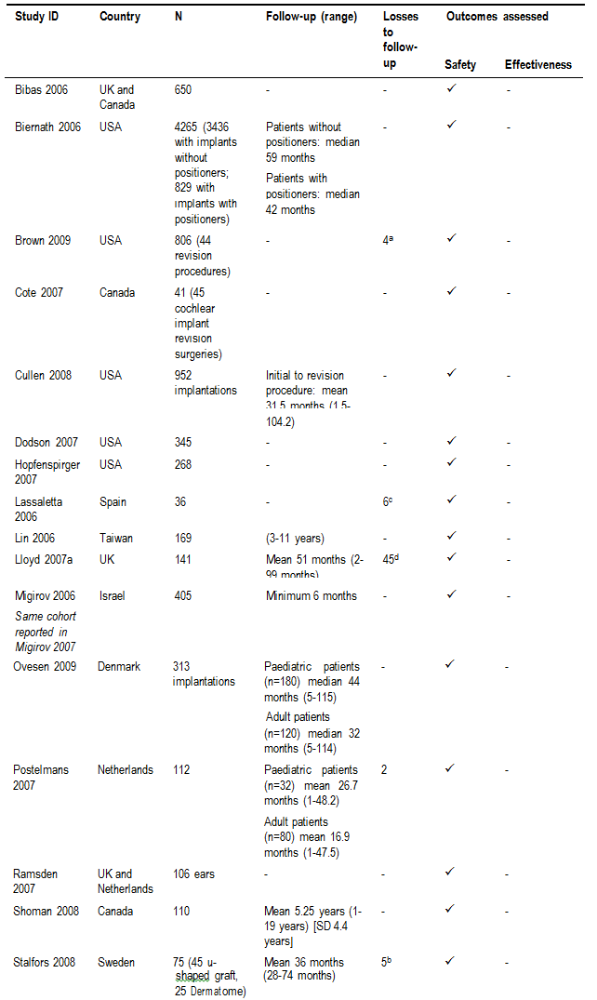 Study ID Country N Follow-up (range) Losses to follow-up Outcomes assessed
Safety Effectiveness
Bibas 2006 UK and Canada 650 - - ✓ -
Biernath 2006 USA 4265 (3436 with implants without positioners; 829 with implants with positioners) Patients without positioners: median 59 months Patients with positioners: median 42 months - ✓ -
Brown 2009 USA 806 (44 revision procedures) - 4a ✓ -
Cote 2007 Canada 41 (45 cochlear implant revision surgeries) - - ✓ -
Cullen 2008 USA 952 implantations Initial to revision procedure: mean 31.5 months (1.5-104.2) - ✓ -
Dodson 2007 USA 345 - - ✓ -
Hopfenspirger 2007 USA 268 - - ✓ -
Lassaletta 2006 Spain 36 - 6c ✓ -
Lin 2006 Taiwan 169 (3-11 years) - ✓ -
Lloyd 2007a UK 141 Mean 51 months (2-99 months) 45d ✓ -
Migirov 2006 Israel 405 Minimum 6 months - ✓ -
Same cohort reported in Migirov 2007
Ovesen 2009 Denmark 313 implantations Paediatric patients (n=180) median 44 months (5-115) Adult patients (n=120) median 32 months (5-114) - ✓ -
Postelmans 2007 Netherlands 112 Paediatric patients (n=32) mean 26.7 months (1-48.2) Adult patients (n=80) mean 16.9 months (1-47.5) 2 ✓ -
Ramsden 2007 UK and Netherlands 106 ears - - ✓ -
Shoman 2008 Canada 110 Mean 5.25 years (1-19 years) [SD 4.4 years] - ✓ -
Stalfors 2008 Sweden 75 (45 u-shaped graft, 25 Dermatome) Mean 36 months (28-74 months) 5b ✓ -